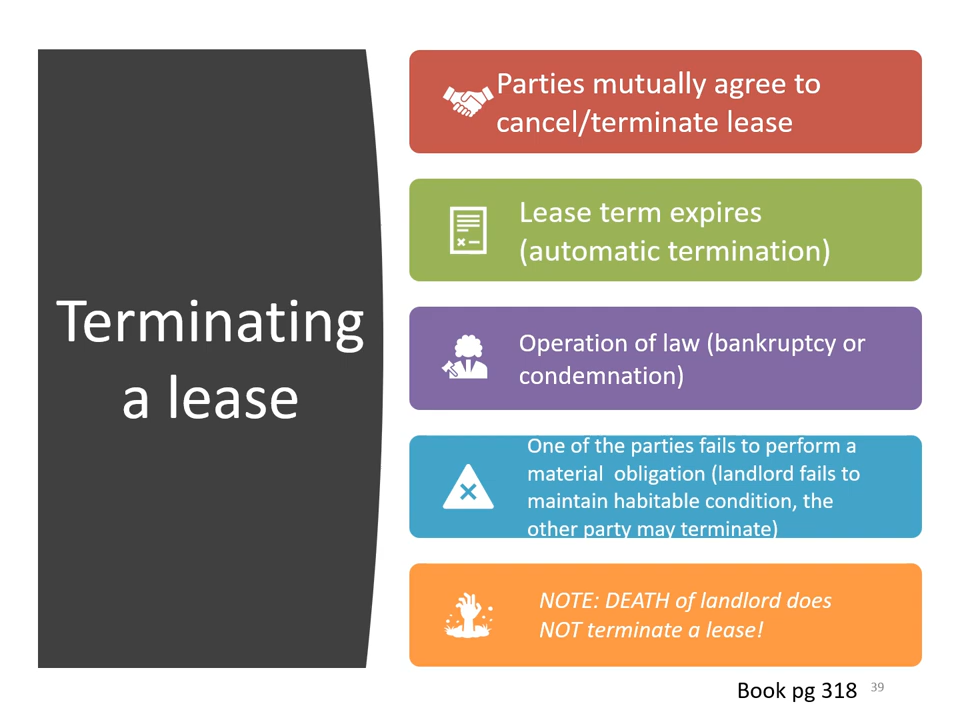 Terminating
a lease
Parties mutually agree to
cancel/terminate lease
Lease term expires
(automatic termination)
Operation of law (bankruptcy or
condemnation)
One of the parties fails to perform a
material  obligation (landlord fails to
maintain habitable condition, the
other party may terminate)
NOTE: DEATH of landlord does
NOT terminate a lease!
Book pg 318
39